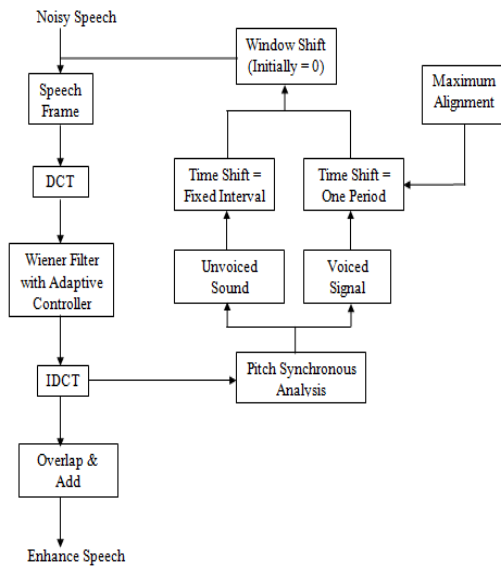 Noisy Speech
Window Shift
(Initially = 0)
Maximum
Alignment
Speech
Frame
DCT
Time Shift =
Fixed Interval
Time Shift =
One Period
Wiener Filter
with Adaptive
Controller
Unvoiced
Sound
Voiced
Signal
IDCT
Pitch Synchronous
Analysis
Overlap &
Add
Enhance Speech